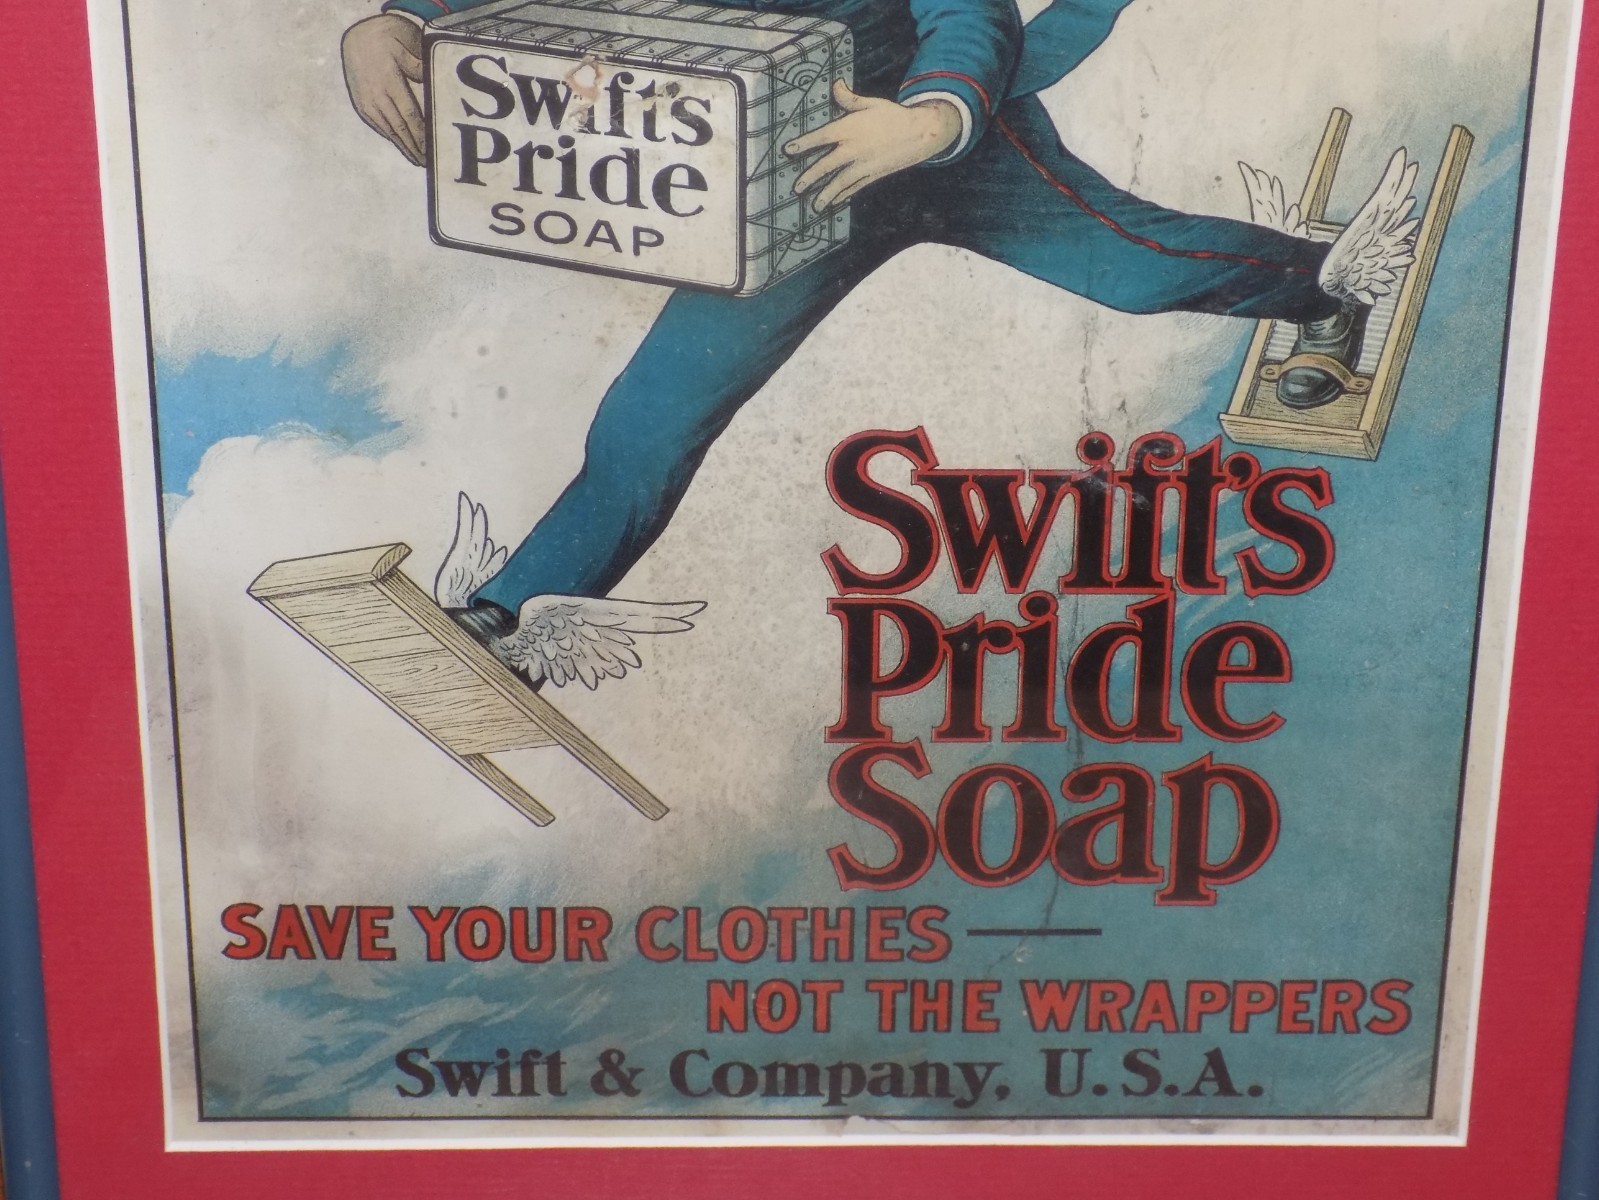 Swift's
Pride
SOAP
Swift's
Pride
Soap
SAVE YOUR CLOTHES —
NOT THE WRAPPERS
Swift & Company, U.S.A.